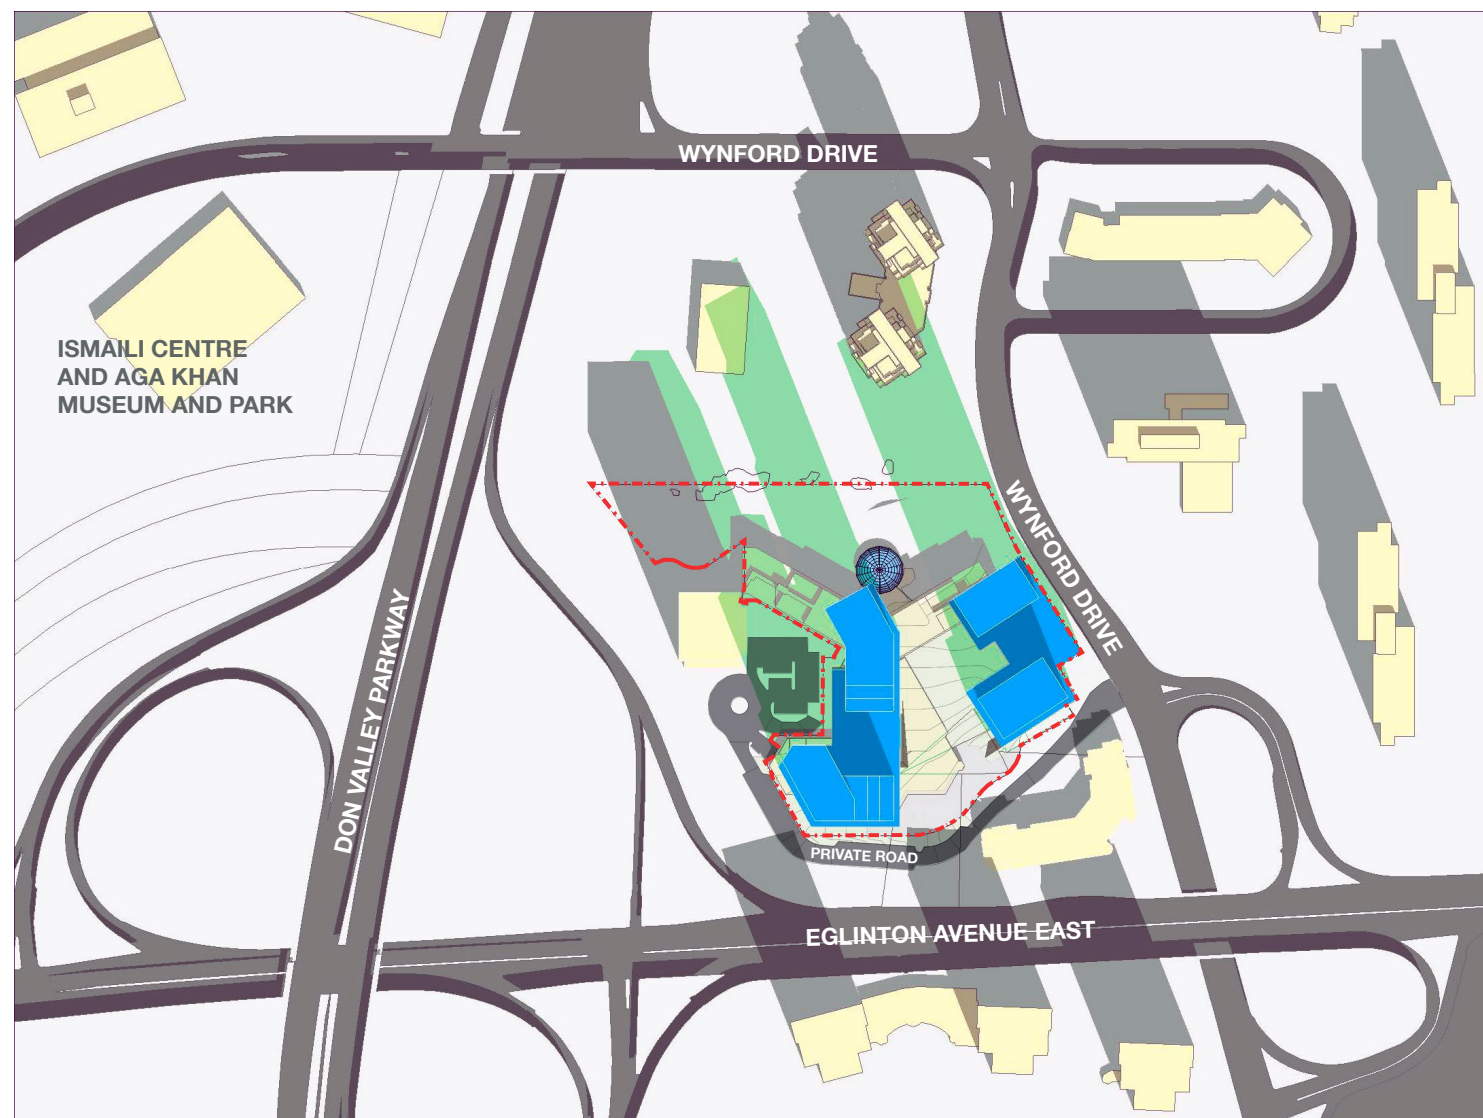 WYNFORD DRIVE
ISMAILI CENTRE
AND AGA KHAN
MUSEUM AND PARK
WYNFORD DRIVE
DON VALLEY PARKWAY
PRIVATE ROAD
EGLINTON AVENUE EAST